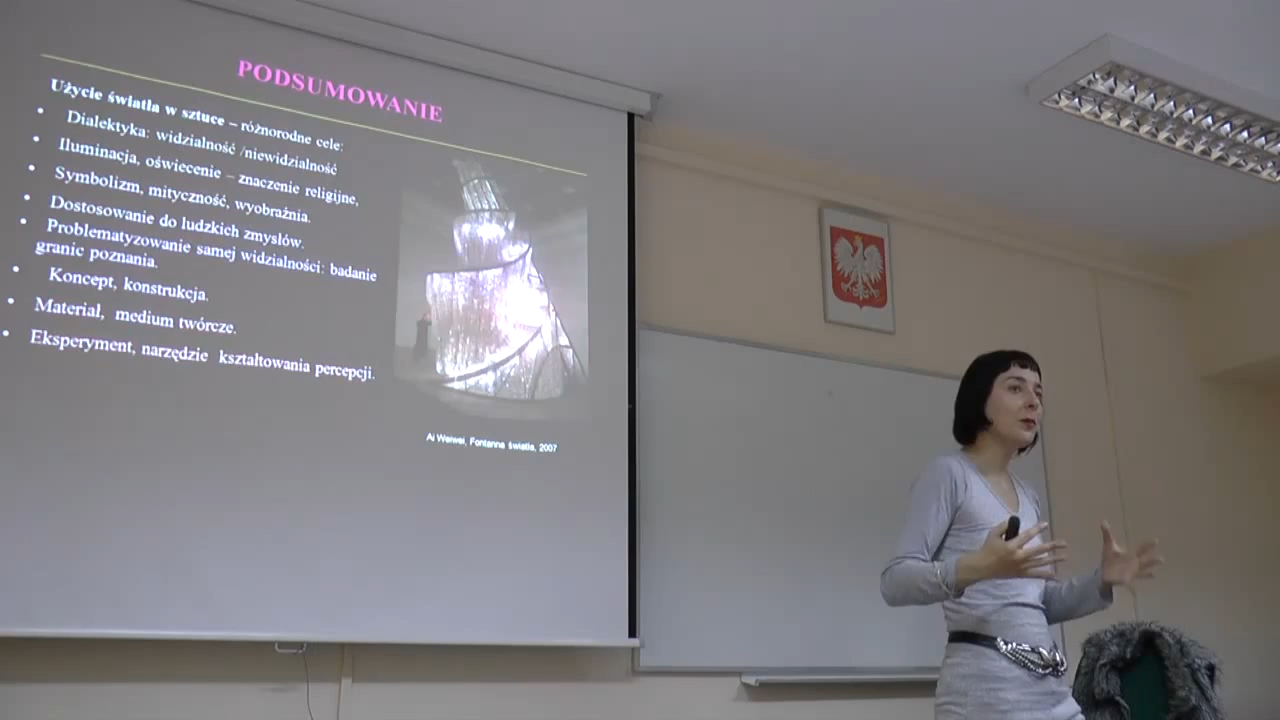 PODSUMOWANIE
Użycie światła w sztuce – różnorodne cele:
• Dialektyka: widzialność /niewidzialność
• Iluminacja, oświecenie – znaczenie religijne,
• Symbolizm, mityczność, wyobraźnia.
• Dostosowanie do ludzkich zmysłów.
• Problematyzowanie samej widzialności: badanie
granic poznania.
• Koncept, konstrukcja.
• Materiał, medium twórcze.
• Eksperyment, narzędzie kształtowania percepcji.
Ai Weiwei, Fontanna światła, 2007